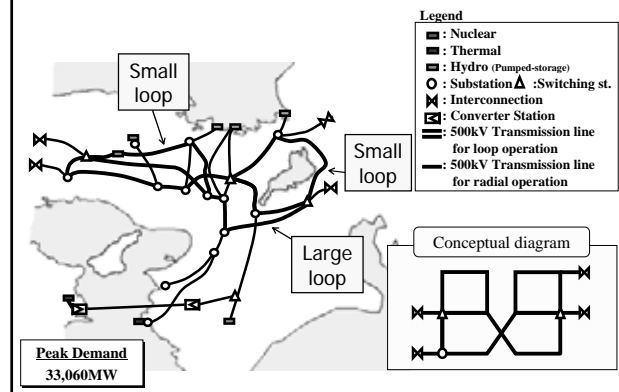 Legend
: Nuclear
: Thermal
: Hydro (Pumped-storage)
: Substation : Switching st.
: Interconnection
: Converter Station
: 500kV Transmission line
for loop operation
: 500kV Transmission line
for radial operation
Small
loop
Small
loop
Large
loop
Conceptual diagram
Peak Demand
33,060MW